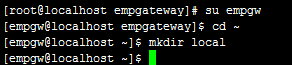 [root@localhost empgateway]# su empgw
[empgw@localhost empgateway]$ cd ~
[empgw@localhost ~]$ mkdir local
[empgw@localhost ~]$